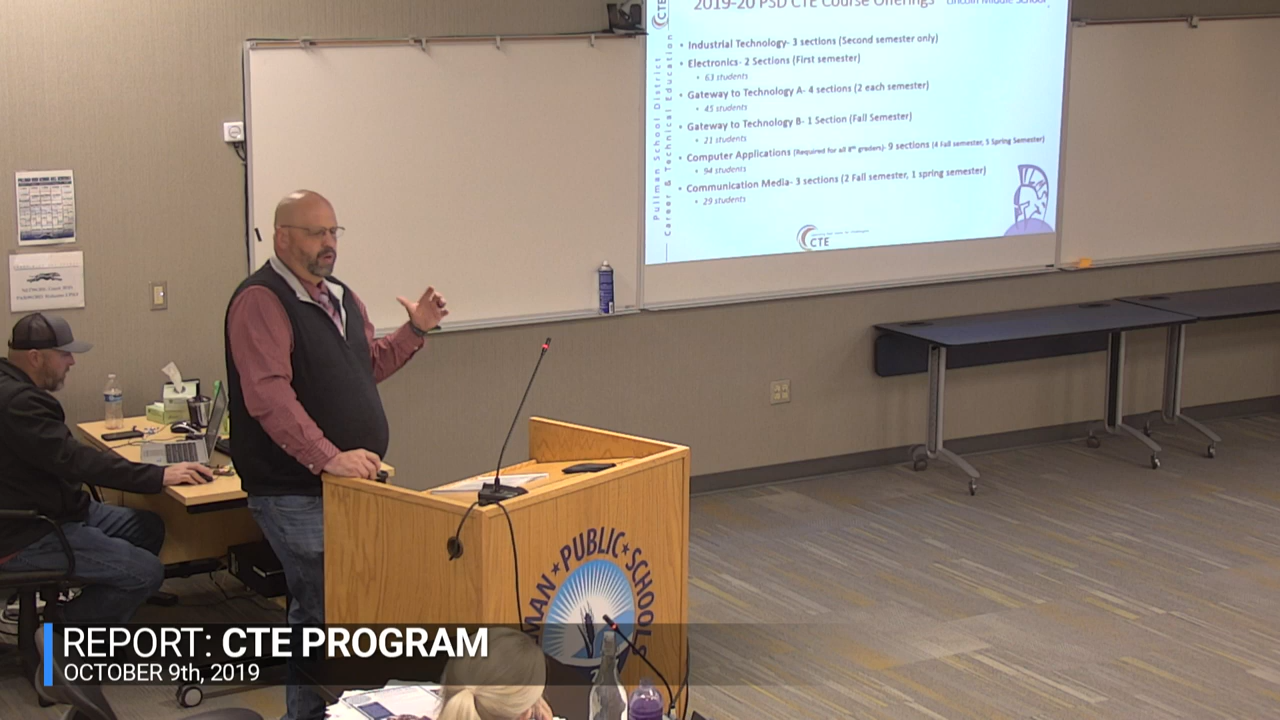 2019-20 PSD CTE Course Offerings - Lincoln Middle School
CTE
Pullman School District
Career & Technical Education
• Industrial Technology- 3 sections (Second semester only)
• Electronics- 2 Sections (First semester)
• 63 students
• Gateway to Technology A- 4 sections (2 each semester)
• 45 students
• Gateway to Technology B- 1 Section (Fall Semester)
• 21 students
• Computer Applications (Required for all 8th graders)- 9 sections (4 Fall semester, 5 Spring Semester)
• 94 students
• Communication Media- 3 sections (2 Fall semester, 1 spring semester)
• 29 students
CTE
MAN ★ PUBLIC ★ SCHOOLS
REPORT: CTE PROGRAM
OCTOBER 9th, 2019